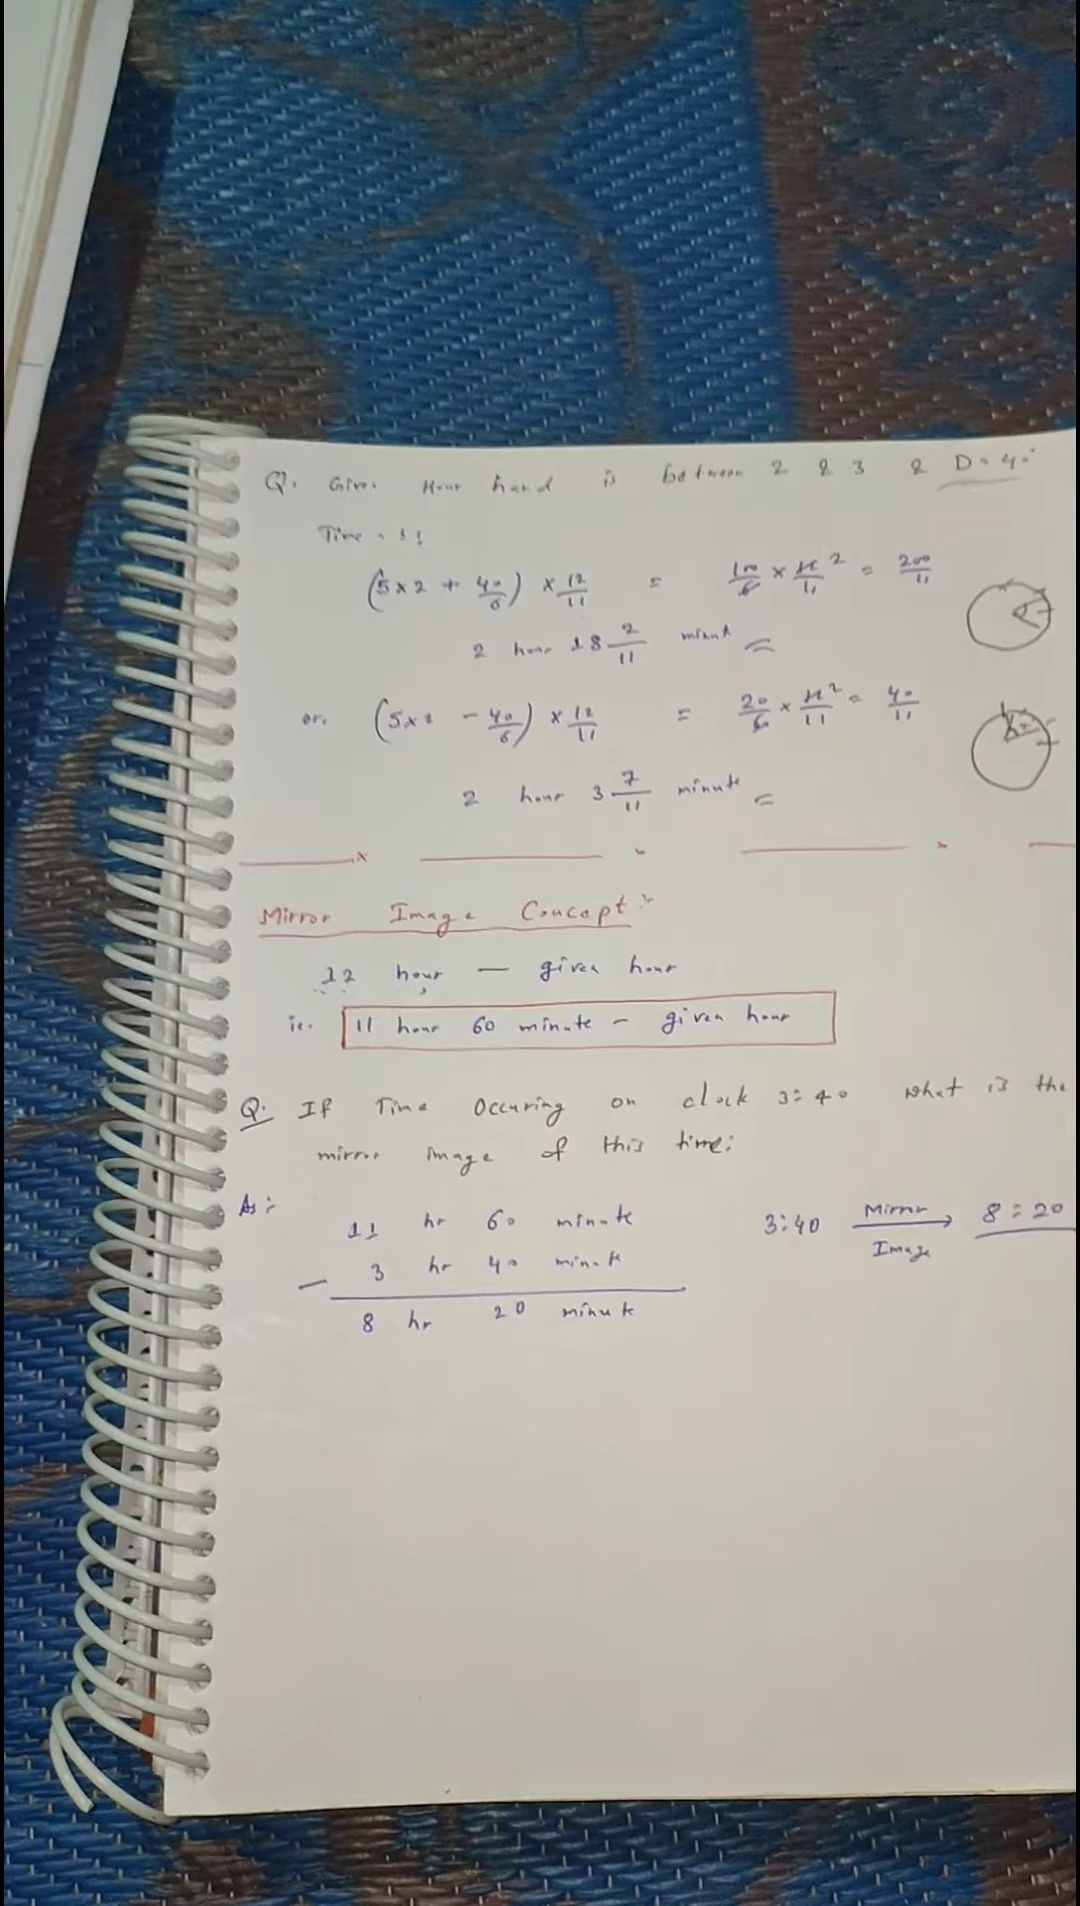 Q. Given Hour hand is between 2 & 3 & D = 40°
Time = ?
(5×2 + 40/6) × 12/11 = 100/6 × 12/11 2 = 200/11
2 hour 18 2/11 minut =
or. (5×2 - 40/6) × 12/11 = 20/6 × 12/11 2 = 40/11
2 hour 3 7/11 minute =
Mirror Image Concept :-
12 hour — given hour
ie. 11 hour 60 minute - given hour
Q. If Time Occuring on clock 3:40 what is the
mirror image of this time:
As :-
11 hr 60 minute
3:40 Mirror Image → 8:20
- 3 hr 40 minute
8 hr 20 minute